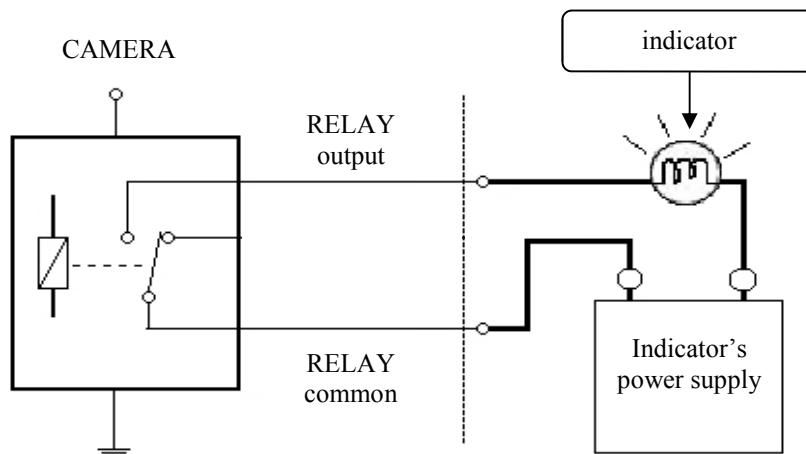 CAMERA
indicator
RELAY
output
RELAY
common
Indicator’s
power supply